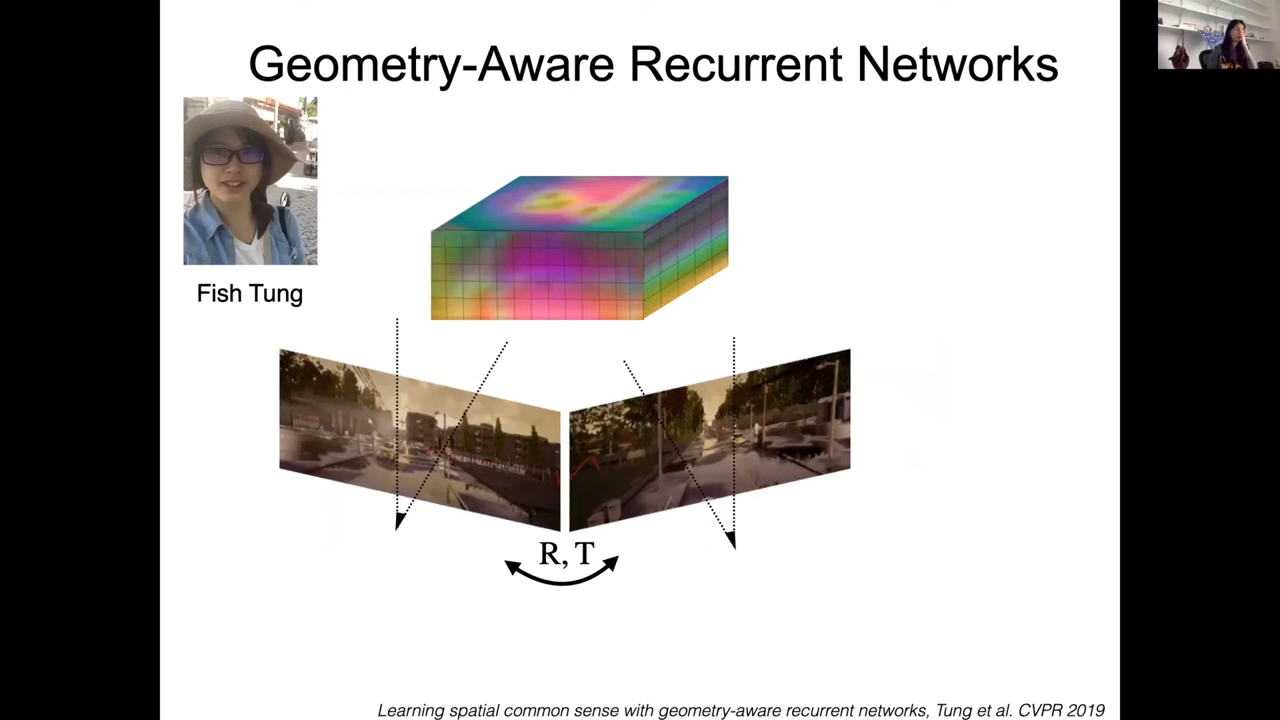 Geometry-Aware Recurrent Networks
Fish Tung
R, T
Learning spatial common sense with geometry-aware recurrent networks, Tung et al. CVPR 2019